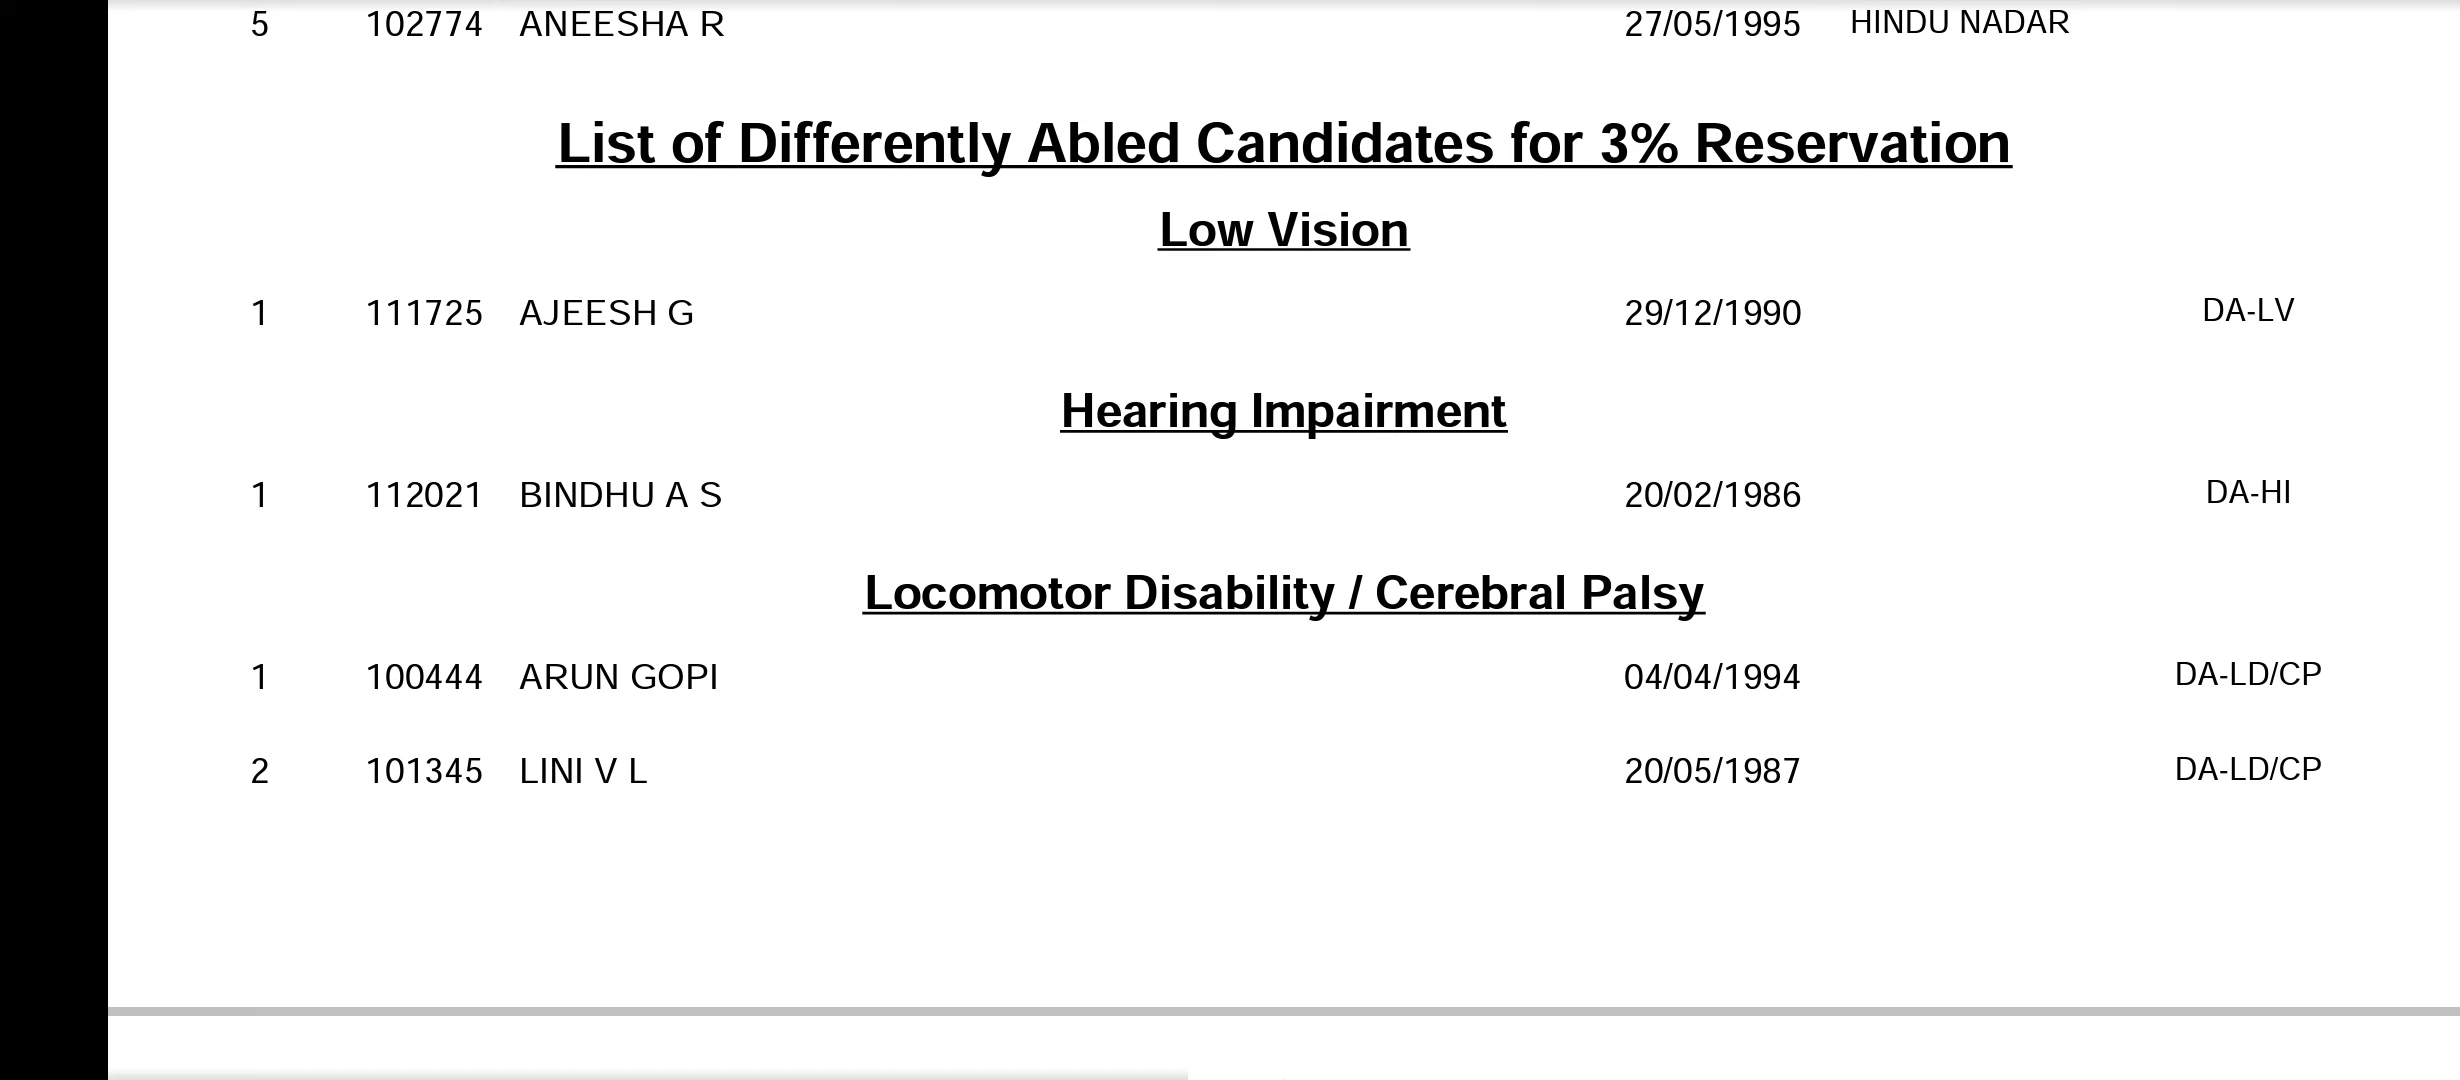 5 102774 ANEESHA R 27/05/1995 HINDU NADAR
List of Differently Abled Candidates for 3% Reservation
Low Vision
1 111725 AJEESH G 29/12/1990 DA-LV
Hearing Impairment
1 112021 BINDHU A S 20/02/1986 DA-HI
Locomotor Disability / Cerebral Palsy
1 100444 ARUN GOPI 04/04/1994 DA-LD/CP
2 101345 LINI V L 20/05/1987 DA-LD/CP